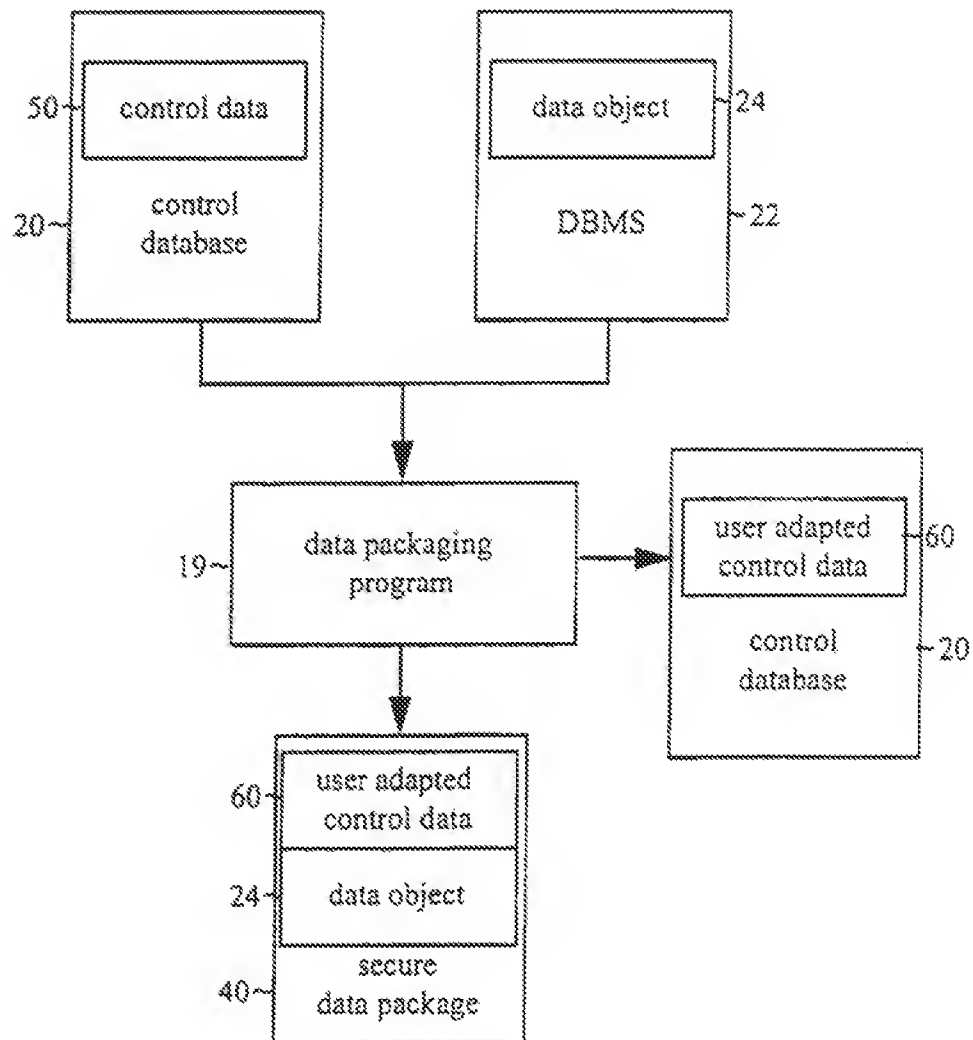 50
control data
data object
24
20
control
database
DBMS
22
19
data packaging
program
user adapted
control data
60
control
database
20
60
user adapted
control data
24
data object
40
secure
data package